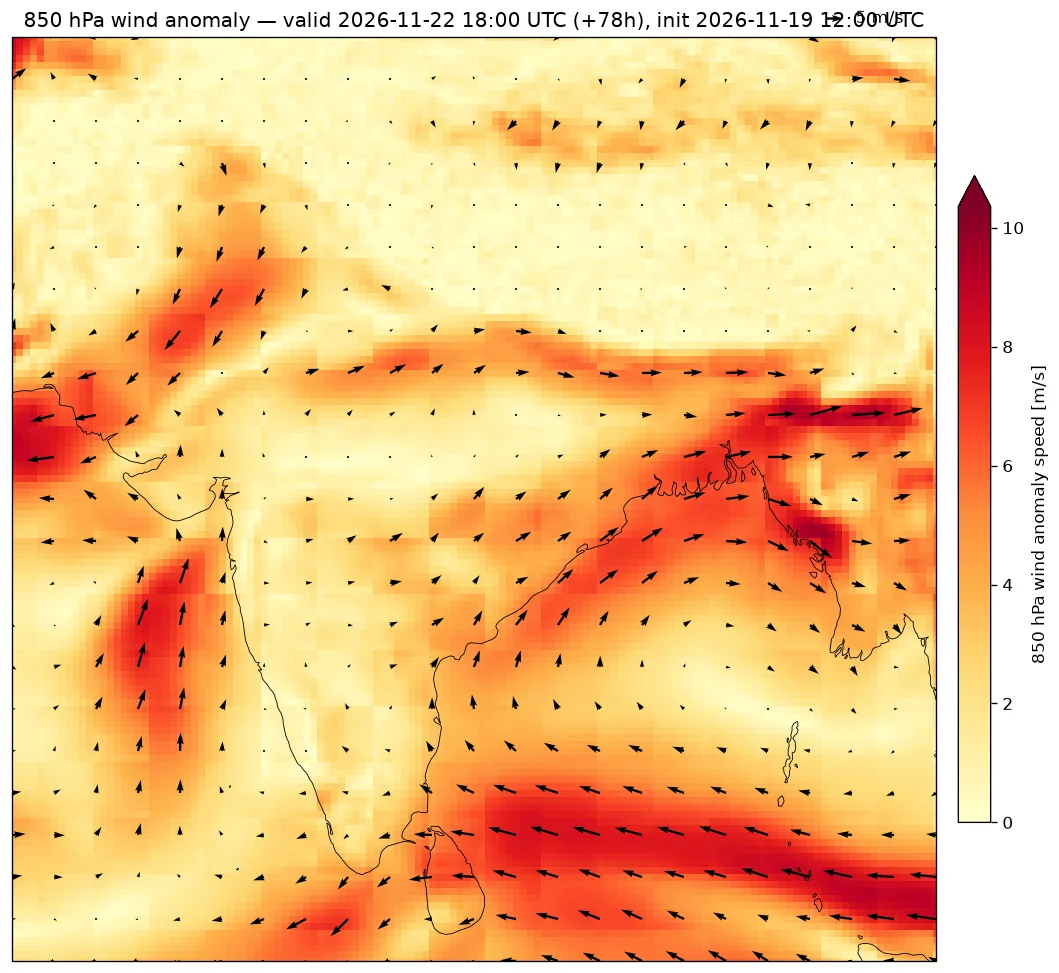 850 hPa wind anomaly — valid 2026-11-22 18:00 UTC (+78h), init 2026-11-19 12:00 UTC
5 m/s
10
8
6
4
2
0
850 hPa wind anomaly speed [m/s]